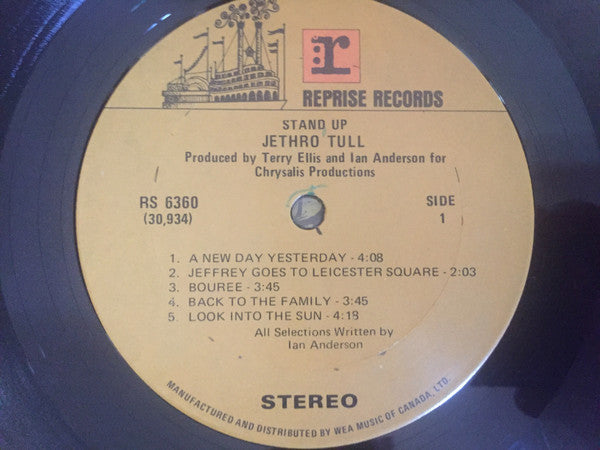 :r
REPRISE RECORDS
STAND UP
JETHRO TULL
Produced by Terry Ellis and Ian Anderson for
Chrysalis Productions
RS 6360
(30,934)
SIDE
1
1. A NEW DAY YESTERDAY - 4:08
2. JEFFREY GOES TO LEICESTER SQUARE - 2:03
3. BOUREE - 3:45
4. BACK TO THE FAMILY - 3:45
5. LOOK INTO THE SUN - 4:18
All Selections Written by
Ian Anderson
STEREO
MANUFACTURED AND DISTRIBUTED BY WEA MUSIC OF CANADA, LTD.